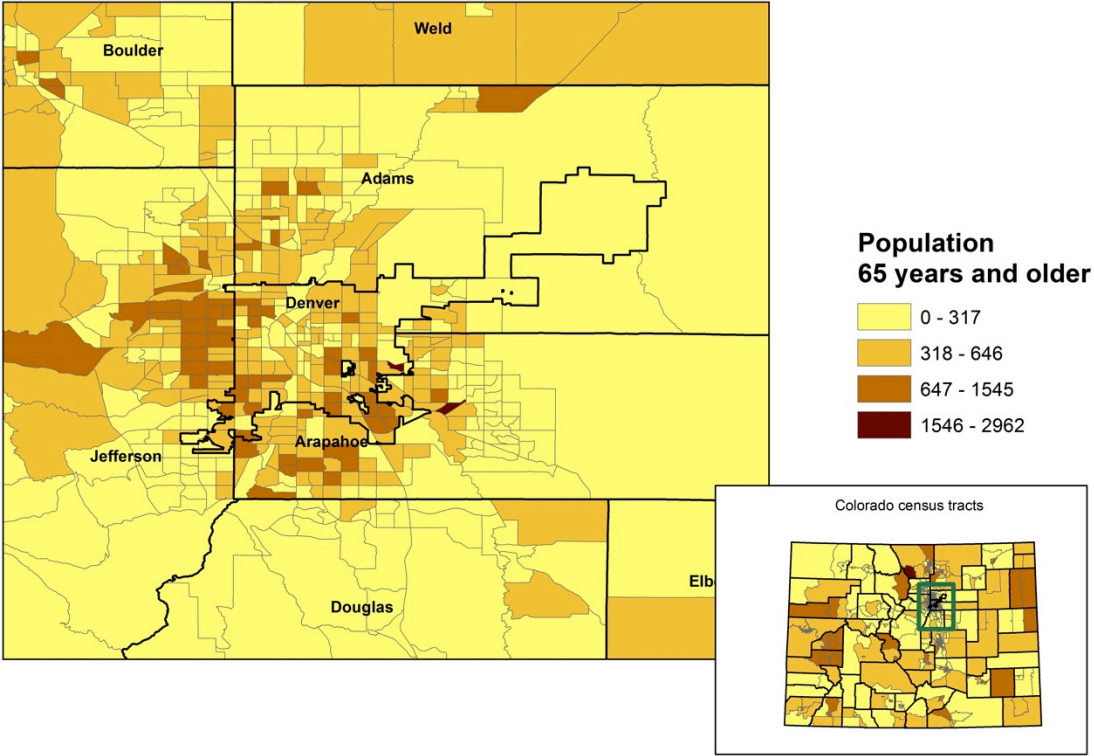 Weld
Boulder
Adams
Denver
Arapahoe
Jefferson
Douglas
Elb
Population
65 years and older
0 - 317
318 - 646
647 - 1545
1546 - 2962
Colorado census tracts